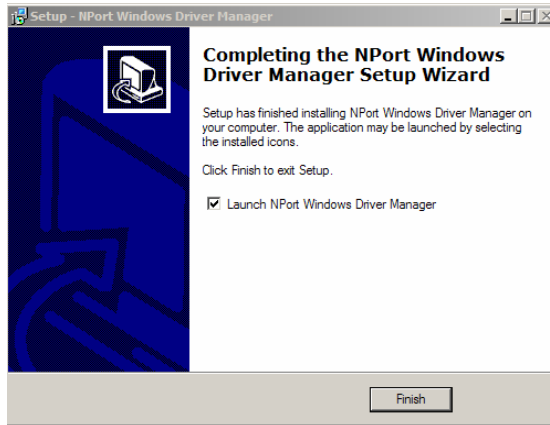 Setup - NPort Windows Driver Manager
Completing the NPort Windows
Driver Manager Setup Wizard
Setup has finished installing NPort Windows Driver Manager on
your computer. The application may be launched by selecting
the installed icons.
Click Finish to exit Setup.
Launch NPort Windows Driver Manager
Finish